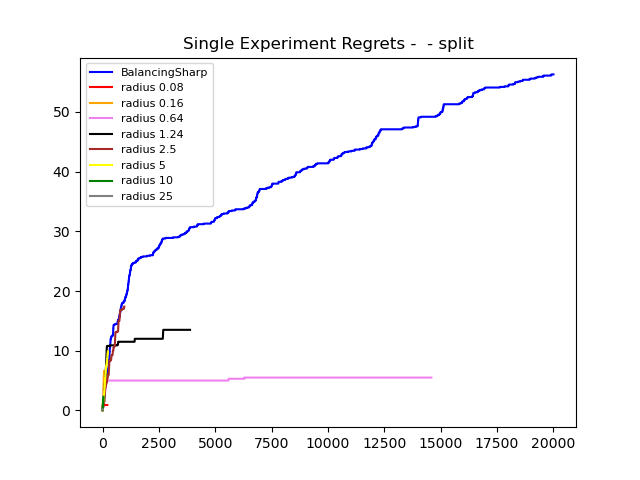 Single Experiment Regrets -  - split
BalancingSharp
radius 0.08
radius 0.16
radius 0.64
radius 1.24
radius 2.5
radius 5
radius 10
radius 25
50
40
30
20
10
0
0 2500 5000 7500 10000 12500 15000 17500 20000